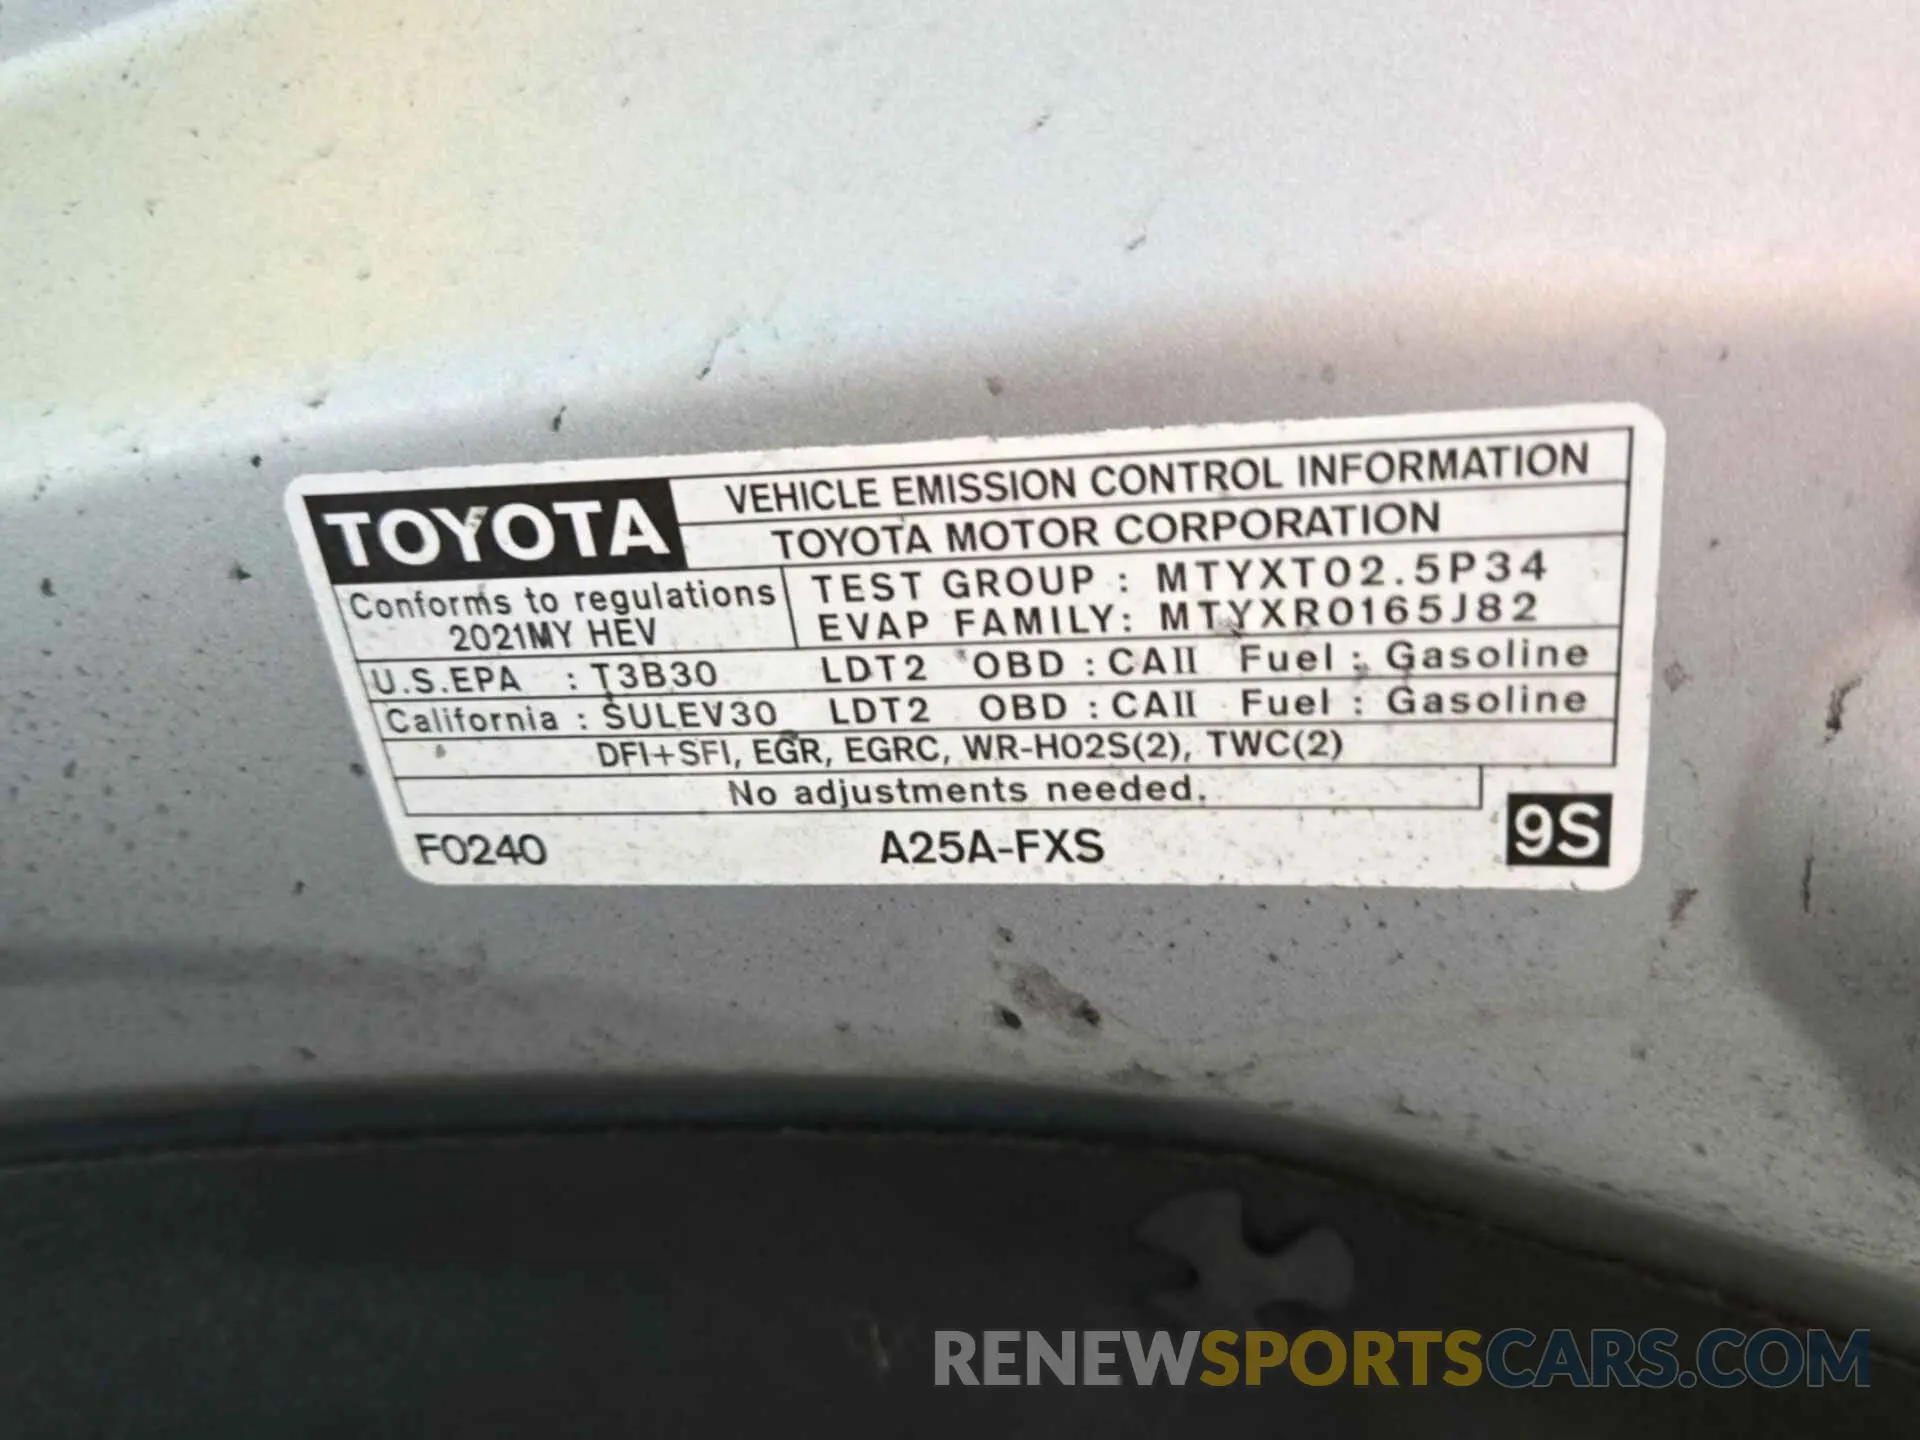 TOYOTA
VEHICLE EMISSION CONTROL INFORMATION
TOYOTA MOTOR CORPORATION
Conforms to regulations
2021MY HEV
TEST GROUP : MTYXT02.5P34
EVAP FAMILY: MTYXR0165J82
U.S.EPA : T3B30 LDT2 OBD : CAII Fuel : Gasoline
California : SULEV30 LDT2 OBD : CAII Fuel : Gasoline
DFI+SFI, EGR, EGRC, WR-HO2S(2), TWC(2)
No adjustments needed.
F0240 A25A-FXS 9S
RENEWSPORTSCARS.COM